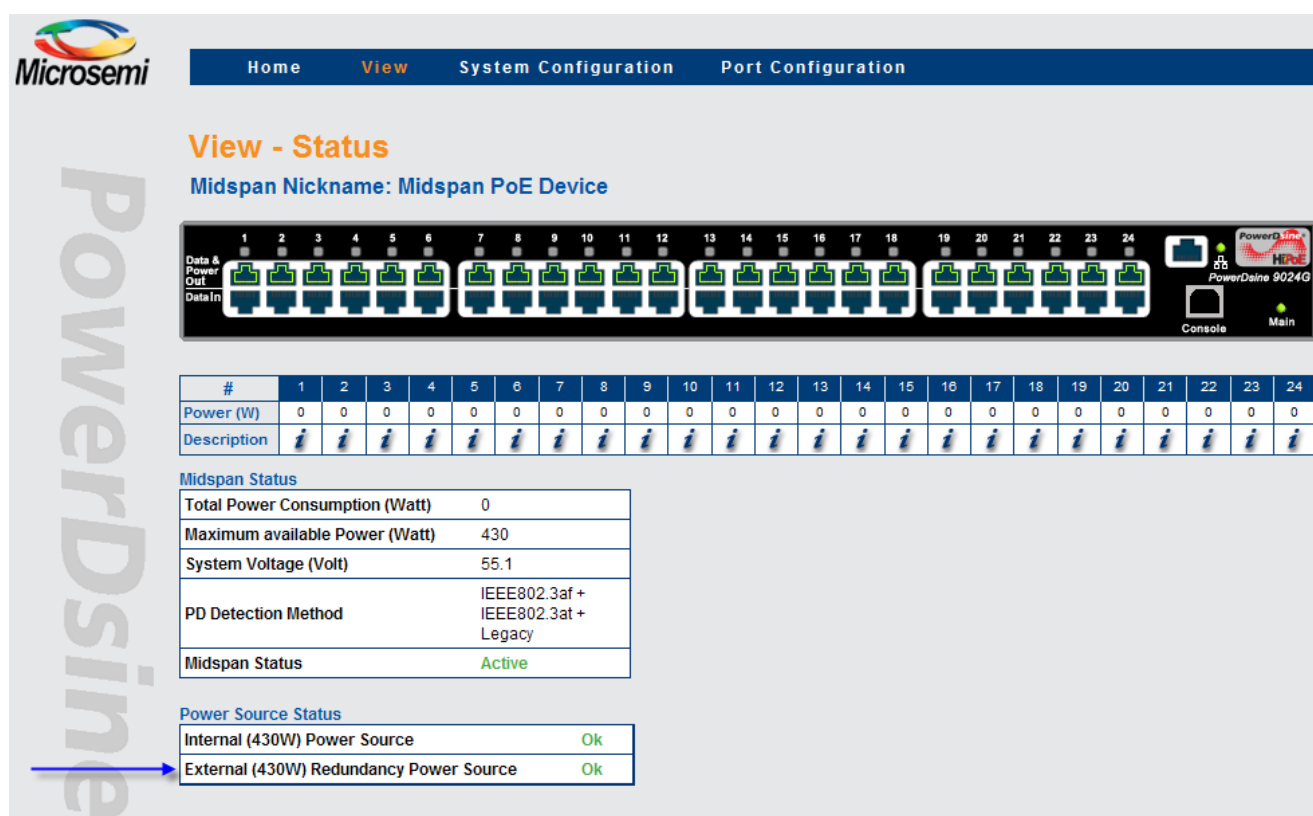 Microsemi
Home View System Configuration Port Configuration
View - Status
Midspan Nickname: Midspan PoE Device
PowerDsine
1 2 3 4 5 6 7 8 9 10 11 12 13 14 15 16 17 18 19 20 21 22 23 24
Data &
Power
Out
Data In
PowerDsine
HiPoE
PowerDsine 9024G
Console
Main
# 1 2 3 4 5 6 7 8 9 10 11 12 13 14 15 16 17 18 19 20 21 22 23 24
Power (W) 0 0 0 0 0 0 0 0 0 0 0 0 0 0 0 0 0 0 0 0 0 0 0 0
Description i i i i i i i i i i i i i i i i i i i i i i i i
Midspan Status
Total Power Consumption (Watt) 0
Maximum available Power (Watt) 430
System Voltage (Volt) 55.1
PD Detection Method IEEE802.3af +
IEEE802.3at +
Legacy
Midspan Status Active
Power Source Status
Internal (430W) Power Source Ok
External (430W) Redundancy Power Source Ok